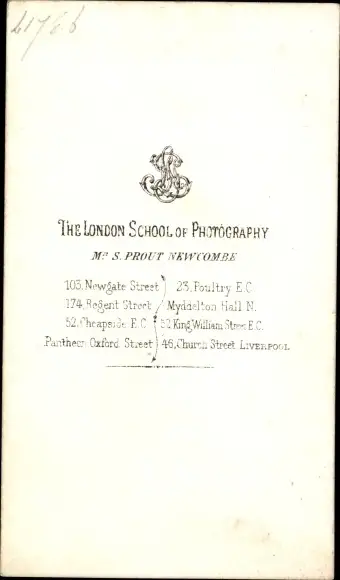 41766
THE LONDON SCHOOL OF PHOTOGRAPHY
MR S. PROUT NEWCOMBE
103, Newgate Street 23, Poultry E.C.
174, Regent Street Myddelton Hall N.
52, Cheapside E.C. 52 King William Street E.C.
Pantheon Oxford Street 46, Church Street LIVERPOOL